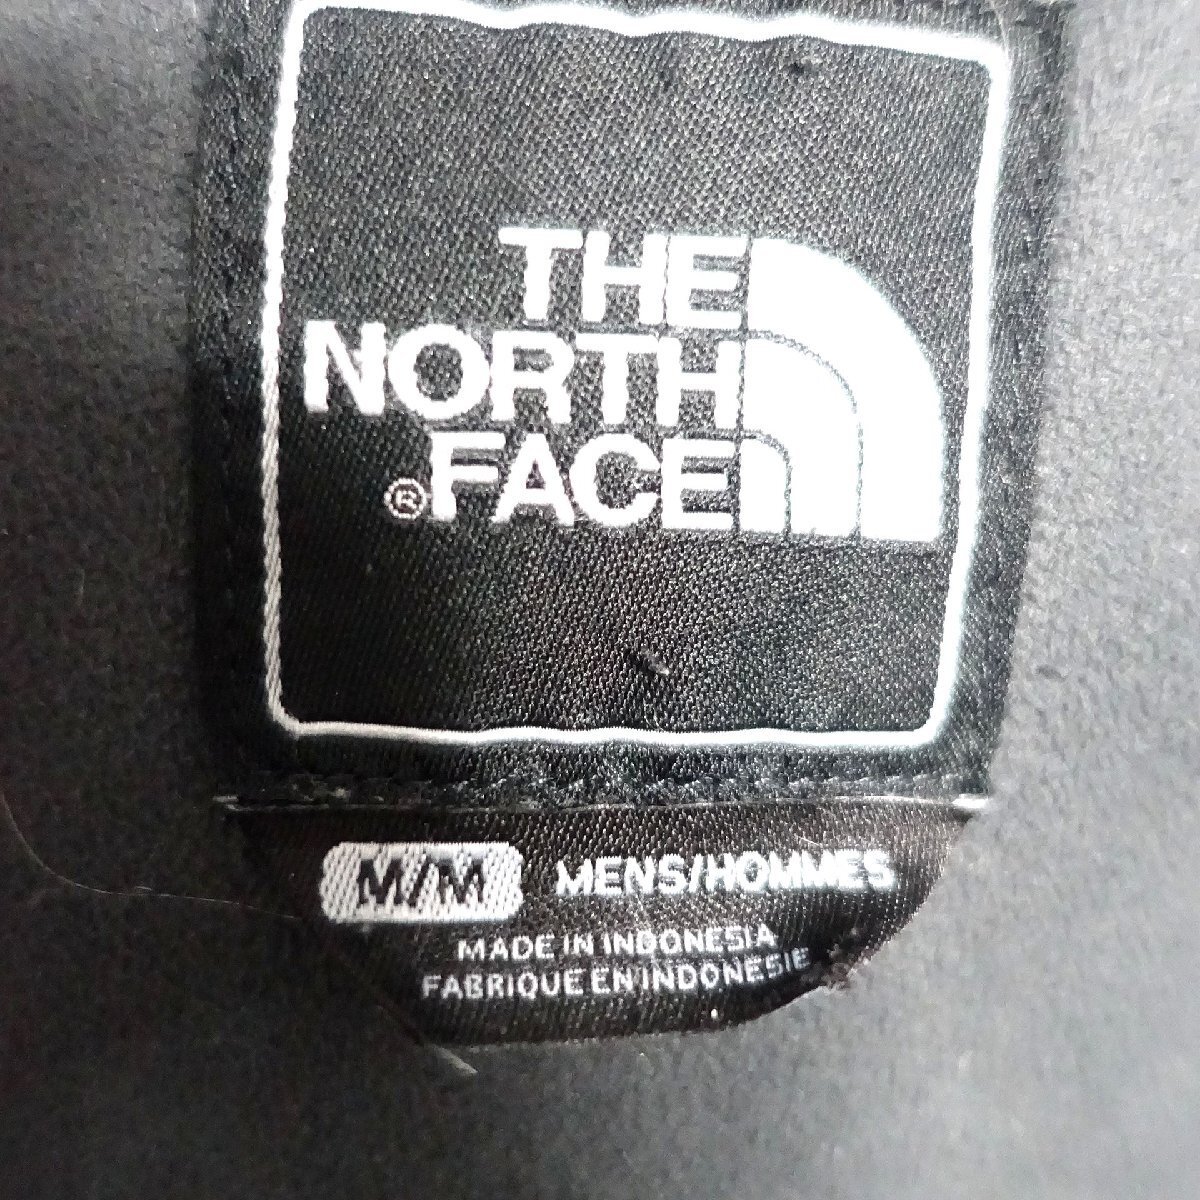 THE
NORTH
®FACE
M/M MENS/HOMMES
MADE IN INDONESIA
FABRIQUE EN INDONESIE